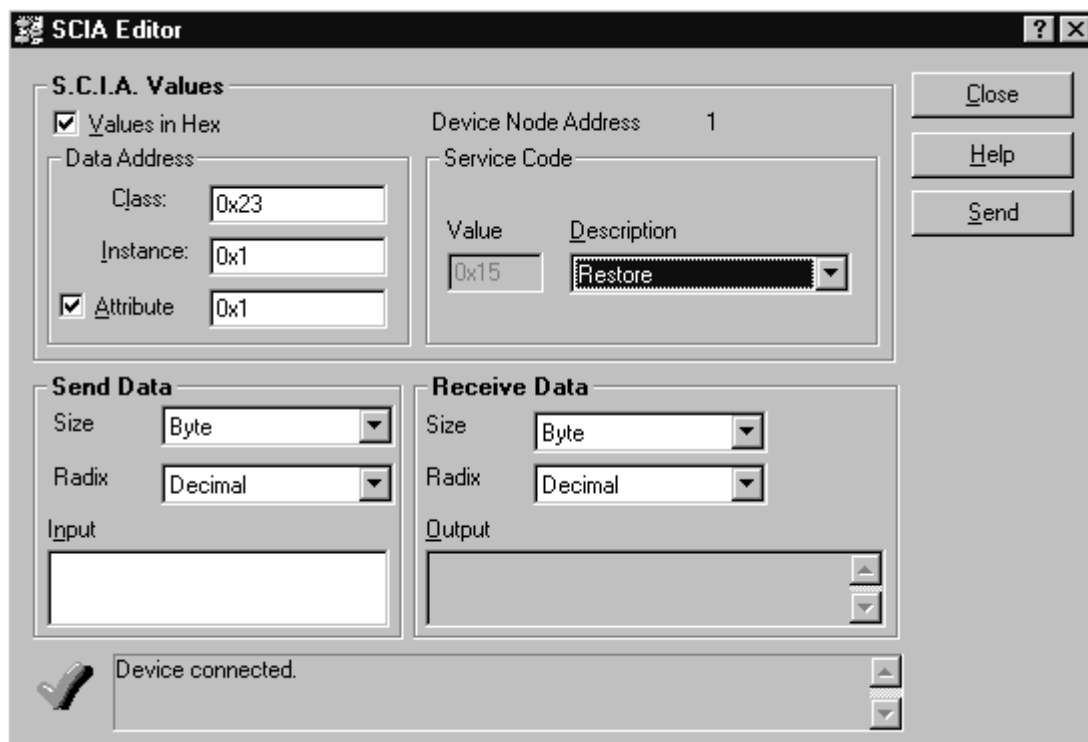 SCIA Editor
S.C.I.A. Values
Values in Hex
Device Node Address 1
Data Address
Class: 0x23
Instance: 0x1
Attribute 0x1
Service Code
Value Description
0x15 Restore
Close
Help
Send
Send Data
Size Byte
Radix Decimal
Input
Receive Data
Size Byte
Radix Decimal
Output
Device connected.